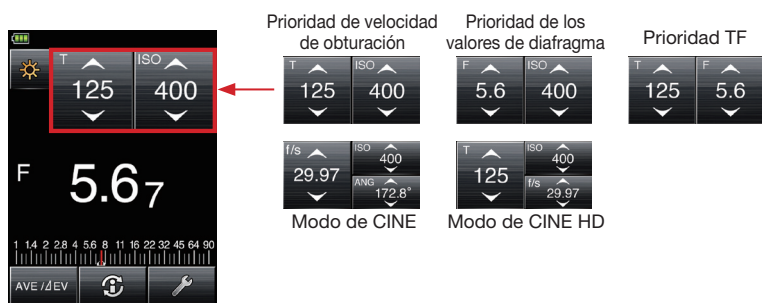 T
125
ISO
400
F
5.67
1 1.4 2 2.8 4 5.6 8 11 16 22 32 45 64 90
AVE /⊿EV
Prioridad de velocidad
de obturación
T
125
ISO
400
Prioridad de los
valores de diafragma
F
5.6
ISO
400
Prioridad TF
T
125
F
5.6
f/s
29.97
ISO
400
ANG
172.8°
Modo de CINE
T
125
ISO
400
f/s
29.97
Modo de CINE HD